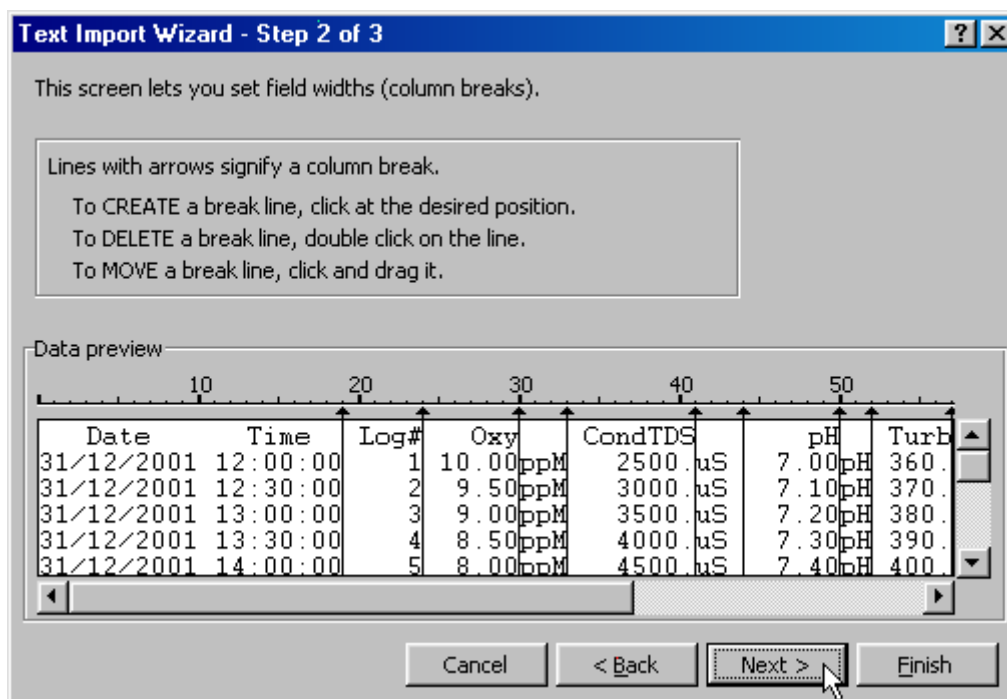 Text Import Wizard - Step 2 of 3
This screen lets you set field widths (column breaks).
Lines with arrows signify a column break.
To CREATE a break line, click at the desired position.
To DELETE a break line, double click on the line.
To MOVE a break line, click and drag it.
Data preview
10 20 30 40 50
Date Time Log# Oxy CondTDS pH Turb
31/12/2001 12:00:00 1 10.00ppM 2500.uS 7.00pH 360.
31/12/2001 12:30:00 2 9.50ppM 3000.uS 7.10pH 370.
31/12/2001 13:00:00 3 9.00ppM 3500.uS 7.20pH 380.
31/12/2001 13:30:00 4 8.50ppM 4000.uS 7.30pH 390.
31/12/2001 14:00:00 5 8.00ppM 4500.uS 7.40pH 400.
Cancel < Back Next > Finish